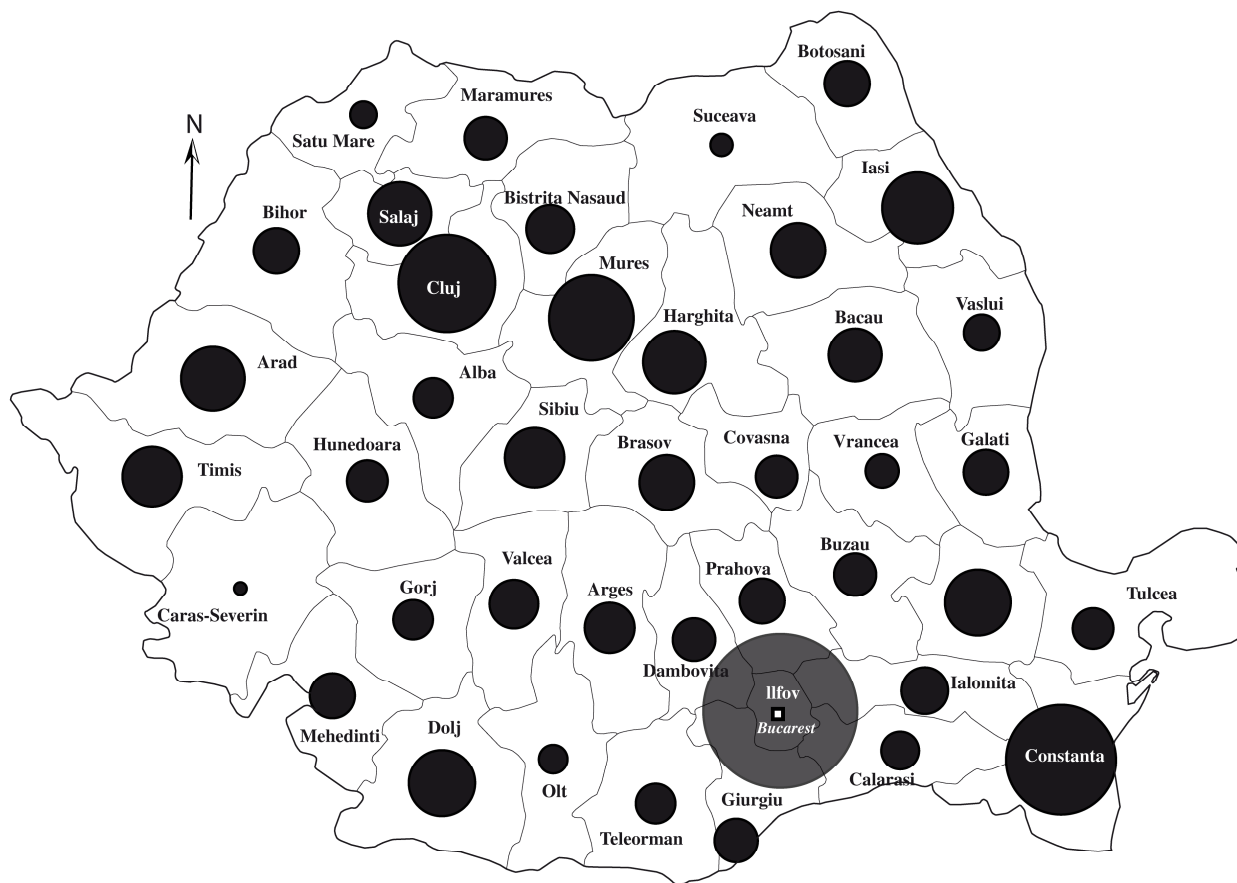 Botosani
Maramures
Suceava
N
Satu Mare
Iasi
Bistrita Nasaud
Neamt
Bihor
Salaj
Mures
Cluj
Vaslui
Harghita
Bacau
Arad
Alba
Sibiu
Hunedoara
Brasov
Covasna
Vrancea
Galati
Timis
Valcea
Buzau
Prahova
Gorj
Arges
Tulcea
Caras-Severin
Dambovita
Ialomita
llfov
Bucarest
Mehedinti
Dolj
Constanta
Calarasi
Olt
Giurgiu
Teleorman